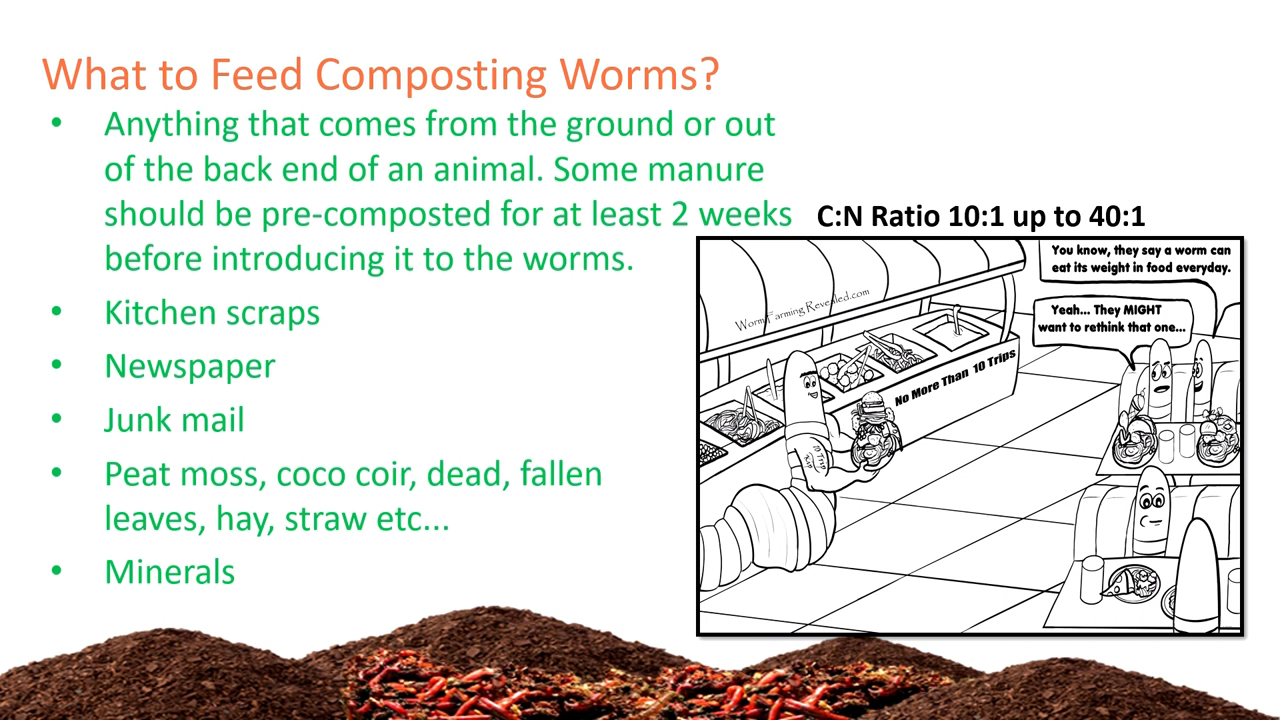 What to Feed Composting Worms?
• Anything that comes from the ground or out
of the back end of an animal. Some manure
should be pre-composted for at least 2 weeks
before introducing it to the worms.
• Kitchen scraps
• Newspaper
• Junk mail
• Peat moss, coco coir, dead, fallen
leaves, hay, straw etc...
• Minerals
C:N Ratio 10:1 up to 40:1
You know, they say a worm can
eat its weight in food everyday.
Yeah... They MIGHT
want to rethink that one...
WormFarmingRevealed.com
No More Than 10 Trips